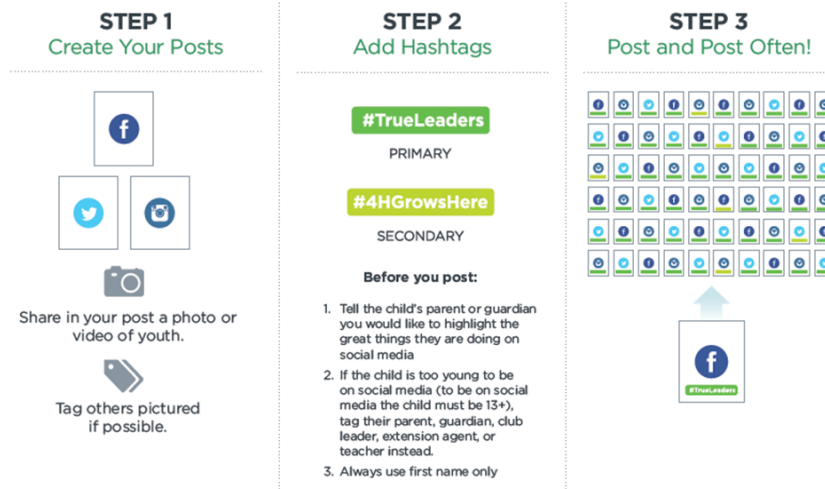 STEP 1
Create Your Posts
Share in your post a photo or
video of youth.
Tag others pictured
if possible.
STEP 2
Add Hashtags
#TrueLeaders
PRIMARY
#4HGrowsHere
SECONDARY
Before you post:
1. Tell the child's parent or guardian
you would like to highlight the
great things they are doing on
social media
2. If the child is too young to be
on social media (to be on social
media the child must be 13+),
tag their parent, guardian, club
leader, extension agent, or
teacher instead.
3. Always use first name only
STEP 3
Post and Post Often!
#TrueLeaders